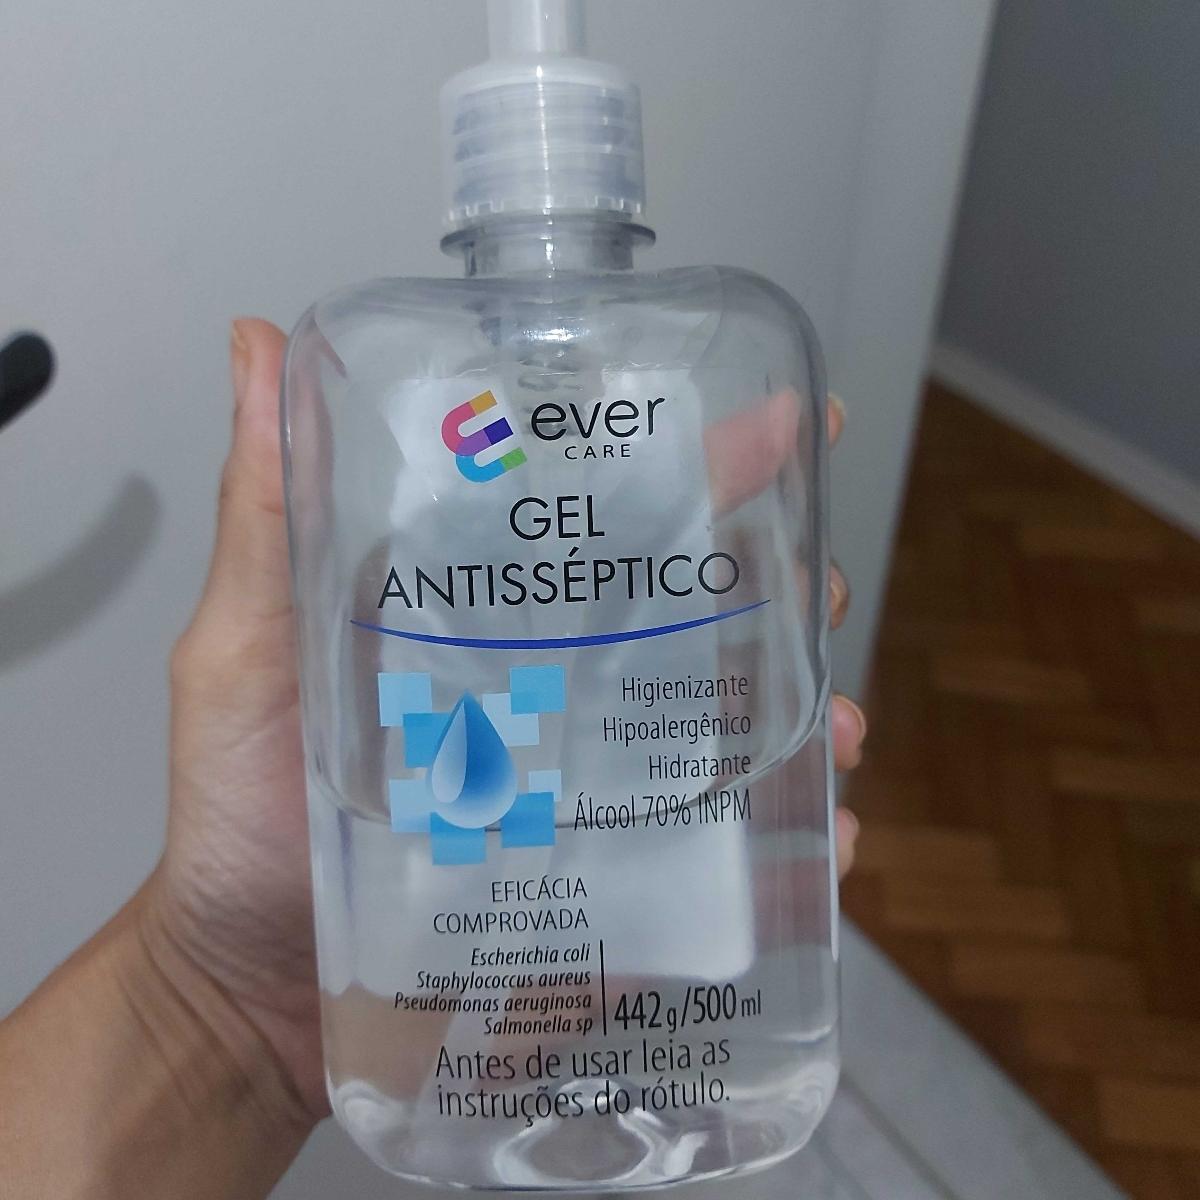 ever
CARE
GEL
ANTISSÉPTICO
Higienizante
Hipoalergênico
Hidratante
Álcool 70% INPM
EFICÁCIA
COMPROVADA
Escherichia coli
Staphylococcus aureus
Pseudomonas aeruginosa
Salmonella sp
442g/500ml
Antes de usar leia as
instruções do rótulo.